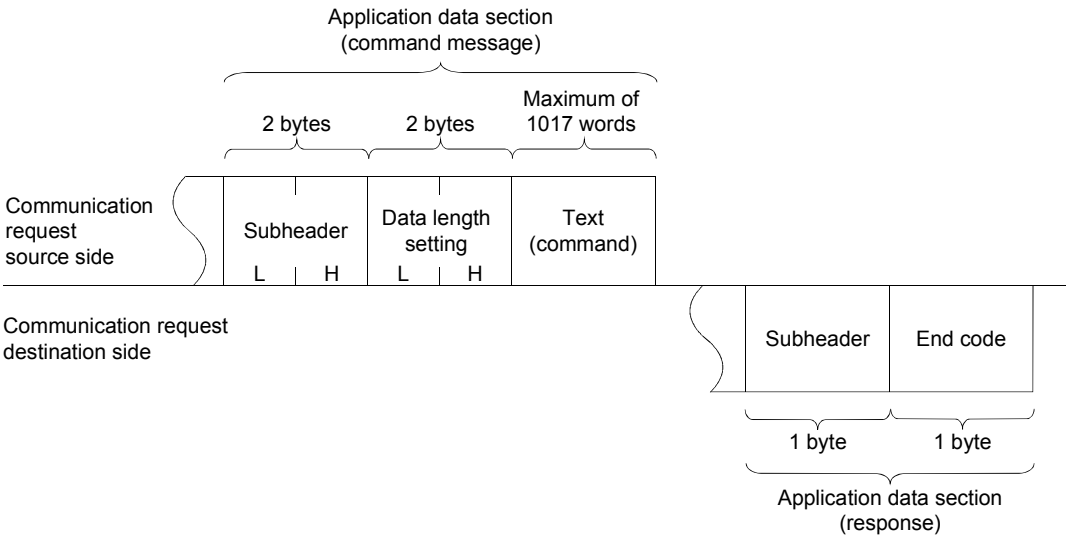 Application data section
(command message)
2 bytes
2 bytes
Maximum of
1017 words
Communication
request
source side
Subheader
L
H
Data length
setting
L
H
Text
(command)
Communication request
destination side
Subheader
End code
1 byte
1 byte
Application data section
(response)